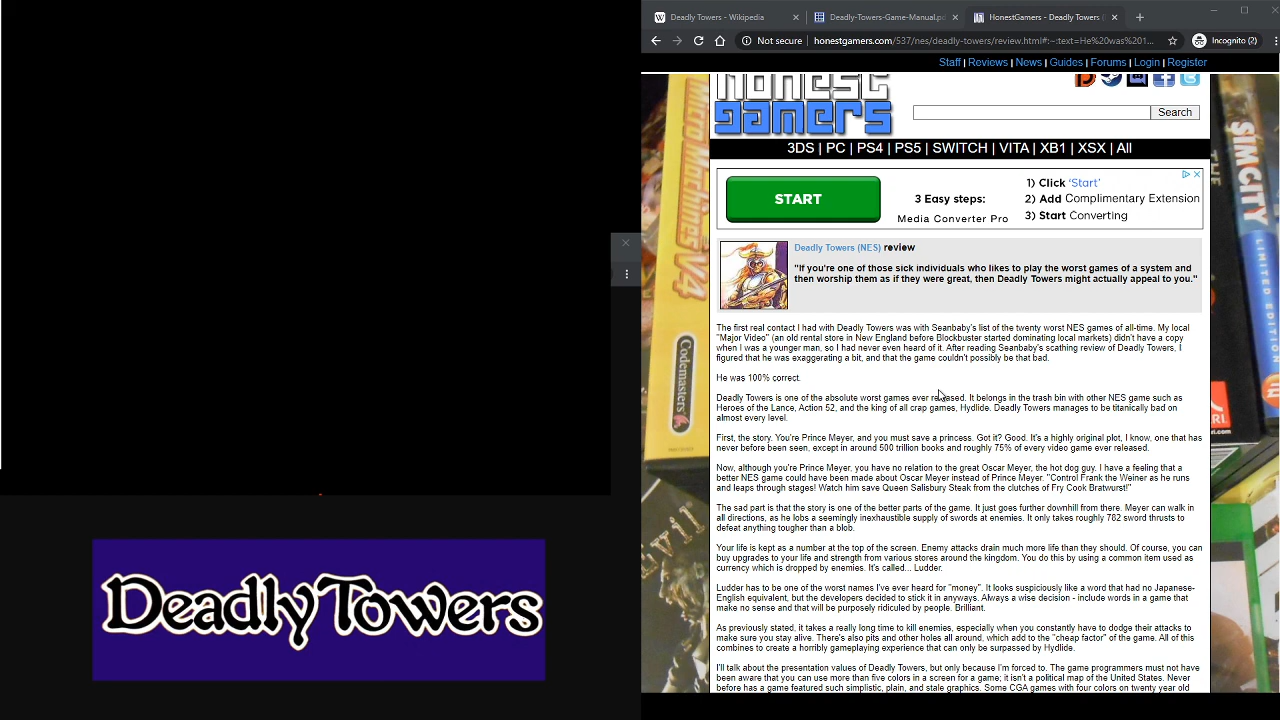 Deadly Towers - Wikipedia
Deadly-Towers-Game-Manual.pd
HonestGamers - Deadly Towers (
Not secure
honestgamers.com/537/nes/deadly-towers/review.html#:~:text=He%20was%201...
Incognito (2)
Staff | Reviews | News | Guides | Forums | Login | Register
honest
gamers
Search
3DS | PC | PS4 | PS5 | SWITCH | VITA | XB1 | XSX | All
START
3 Easy steps:
Media Converter Pro
1) Click 'Start'
2) Add Complimentary Extension
3) Start Converting
Deadly Towers (NES) review
"If you're one of those sick individuals who likes to play the worst games of a system and
then worship them as if they were great, then Deadly Towers might actually appeal to you."
The first real contact I had with Deadly Towers was with Seanbaby's list of the twenty worst NES games of all-time. My local
"Major Video" (an old rental store in New England before Blockbuster started dominating local markets) didn't have a copy
when I was a younger man, so I had never even heard of it. After reading Seanbaby's scathing review of Deadly Towers, I
figured that he was exaggerating a bit, and that the game couldn't possibly be that bad.
He was 100% correct.
Deadly Towers is one of the absolute worst games ever released. It belongs in the trash bin with other NES game such as
Heroes of the Lance, Action 52, and the king of all crap games, Hydlide. Deadly Towers manages to be titanically bad on
almost every level.
First, the story. You're Prince Meyer, and you must save a princess. Got it? Good. It's a highly original plot, I know, one that has
never before been seen, except in around 500 trillion books and roughly 75% of every video game ever released.
Now, although you're Prince Meyer, you have no relation to the great Oscar Meyer, the hot dog guy. I have a feeling that a
better NES game could have been made about Oscar Meyer instead of Prince Meyer. "Control Frank the Weiner as he runs
and leaps through stages! Watch him save Queen Salisbury Steak from the clutches of Fry Cook Bratwurst!"
The sad part is that the story is one of the better parts of the game. It just goes further downhill from there. Meyer can walk in
all directions, as he lobs a seemingly inexhaustible supply of swords at enemies. It only takes roughly 782 sword thrusts to
defeat anything tougher than a blob.
Your life is kept as a number at the top of the screen. Enemy attacks drain much more life than they should. Of course, you can
buy upgrades to your life and strength from various stores around the kingdom. You do this by using a common item used as
currency which is dropped by enemies. It's called... Ludder.
Ludder has to be one of the worst names I've ever heard for "money". It looks suspiciously like a word that had no Japanese-
English equivalent, but the developers decided to stick it in anyways. Always a wise decision - include words in a game that
make no sense and that will be purposely ridiculed by people. Brilliant.
As previously stated, it takes a really long time to kill enemies, especially when you constantly have to dodge their attacks to
make sure you stay alive. There's also pits and other holes all around, which add to the "cheap factor" of the game. All of this
combines to create a horribly gameplaying experience that can only be surpassed by Hydlide.
I'll talk about the presentation values of Deadly Towers, but only because I'm forced to. The game programmers must not have
been aware that you can use more than five colors in a screen for a game; it isn't a political map of the United States. Never
before has a game featured such simplistic, plain, and stale graphics. Some CGA games with four colors on twenty year old
Micro Machines V4
Codemasters
SIMCITY
THE
LIMITED EDITION
ATARI
.com
Evil
Deadly Towers